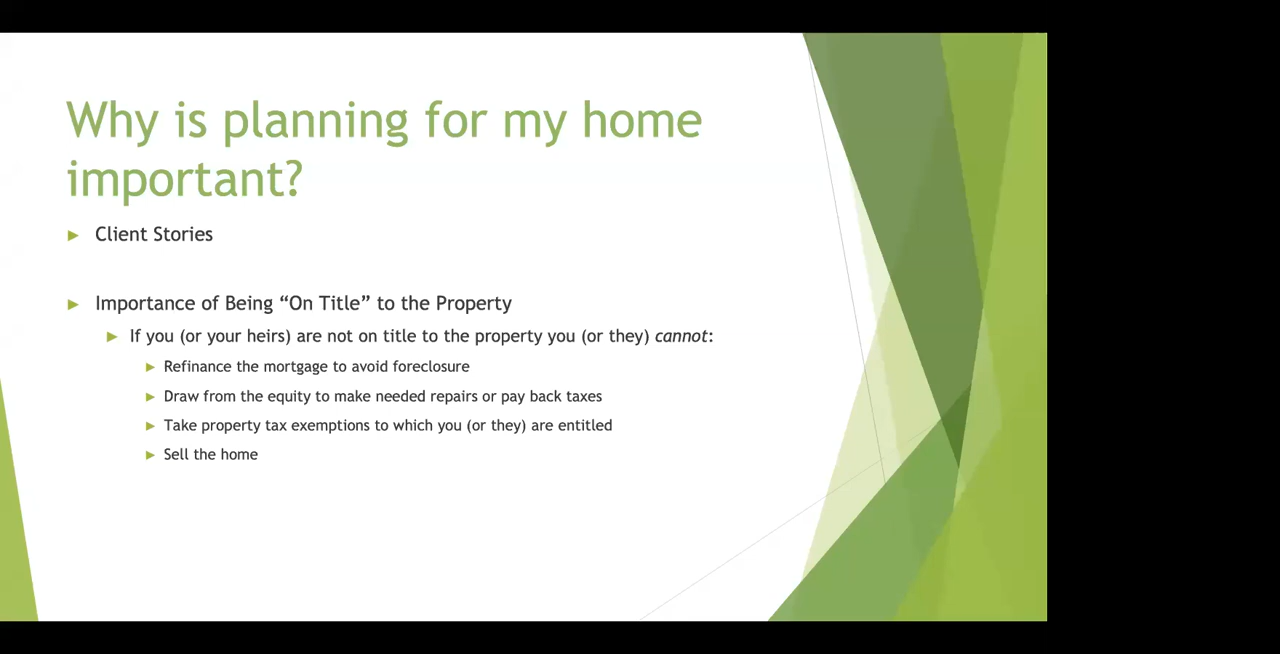 Why is planning for my home
important?
Client Stories
Importance of Being “On Title” to the Property
If you (or your heirs) are not on title to the property you (or they) cannot:
Refinance the mortgage to avoid foreclosure
Draw from the equity to make needed repairs or pay back taxes
Take property tax exemptions to which you (or they) are entitled
Sell the home